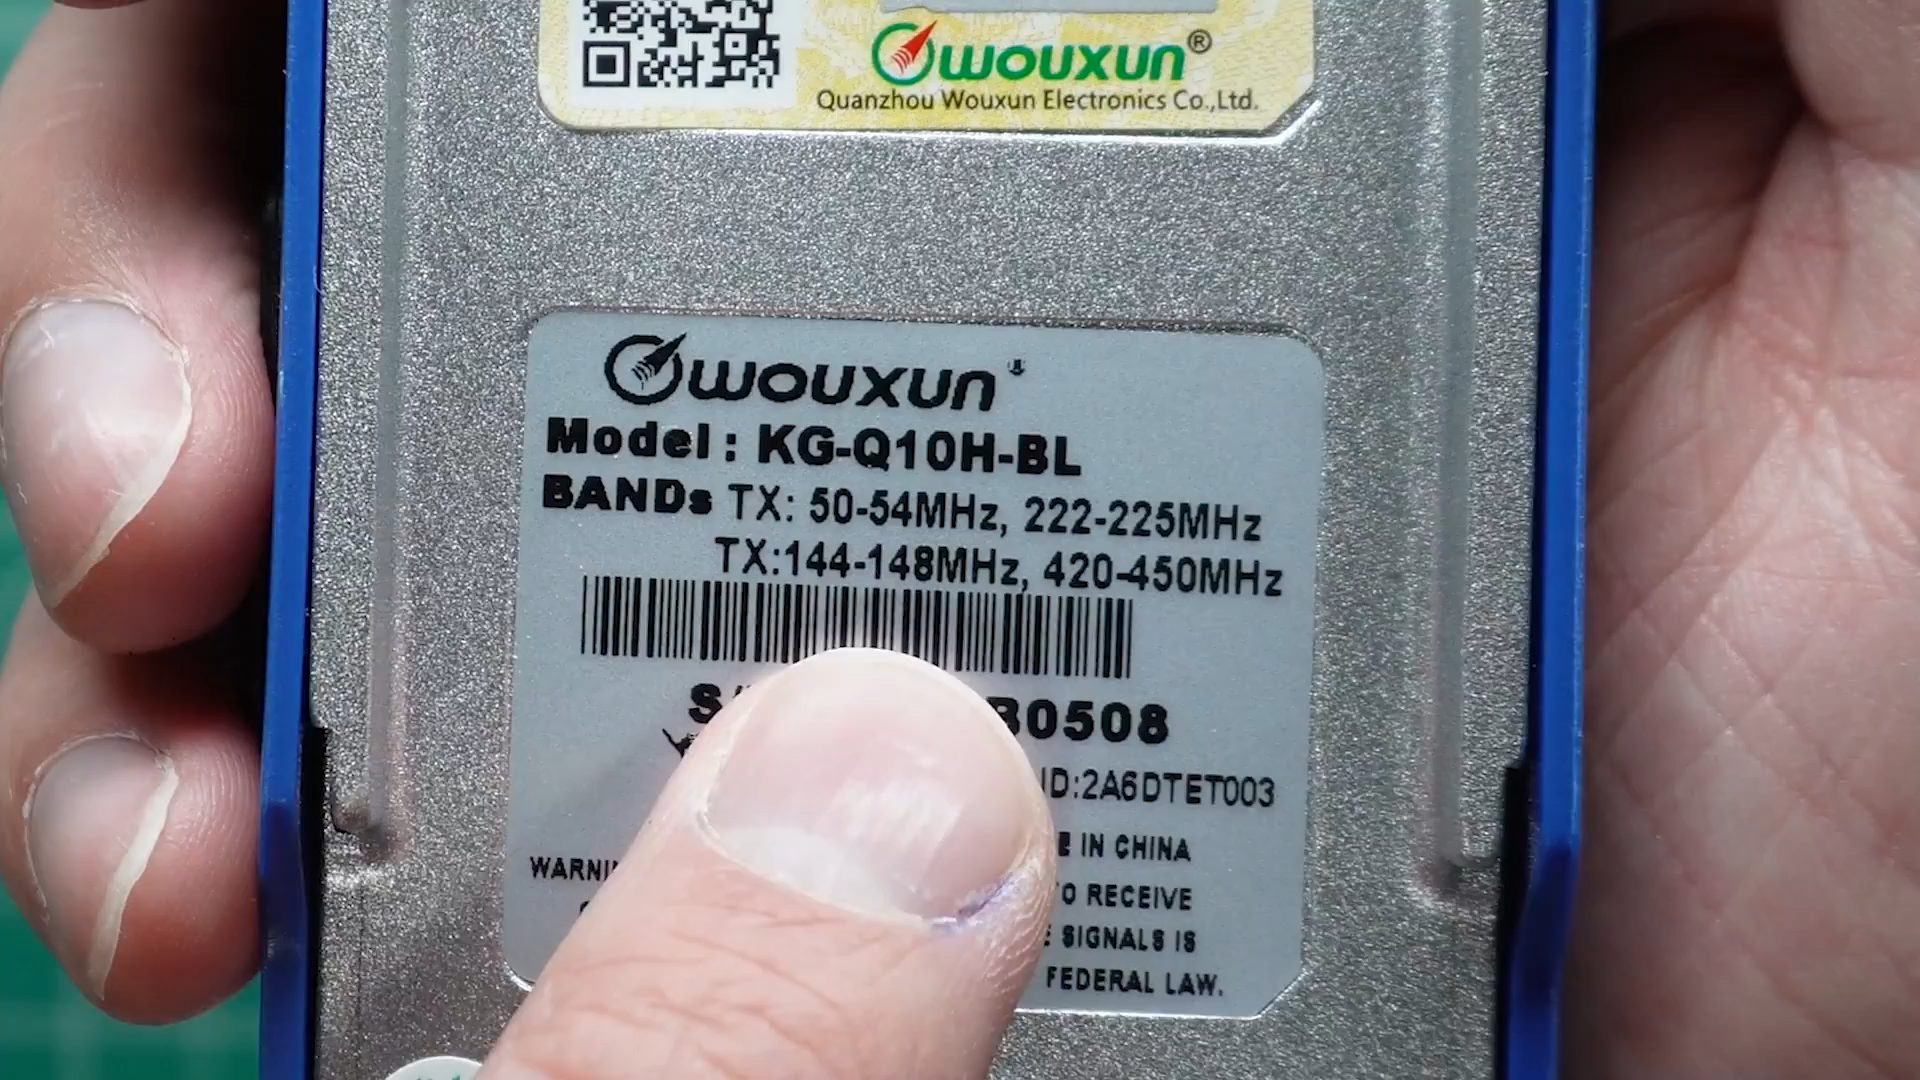 wouxun®
Quanzhou Wouxun Electronics Co.,Ltd.
wouxun
Model: KG-Q10H-BL
BANDs TX: 50-54MHz, 222-225MHz
TX:144-148MHz, 420-450MHz
B0508
ID:2A6DTET003
IN CHINA
RECEIVE
SIGNALS IS
FEDERAL LAW.